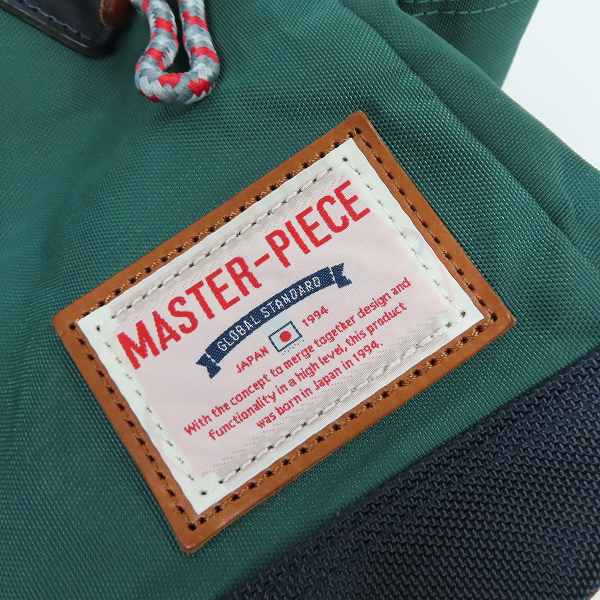 MASTER-PIECE
GLOBAL STANDARD
JAPAN 1994
With the concept to merge together design and
functionality in a high level, this product
was born in Japan in 1994.